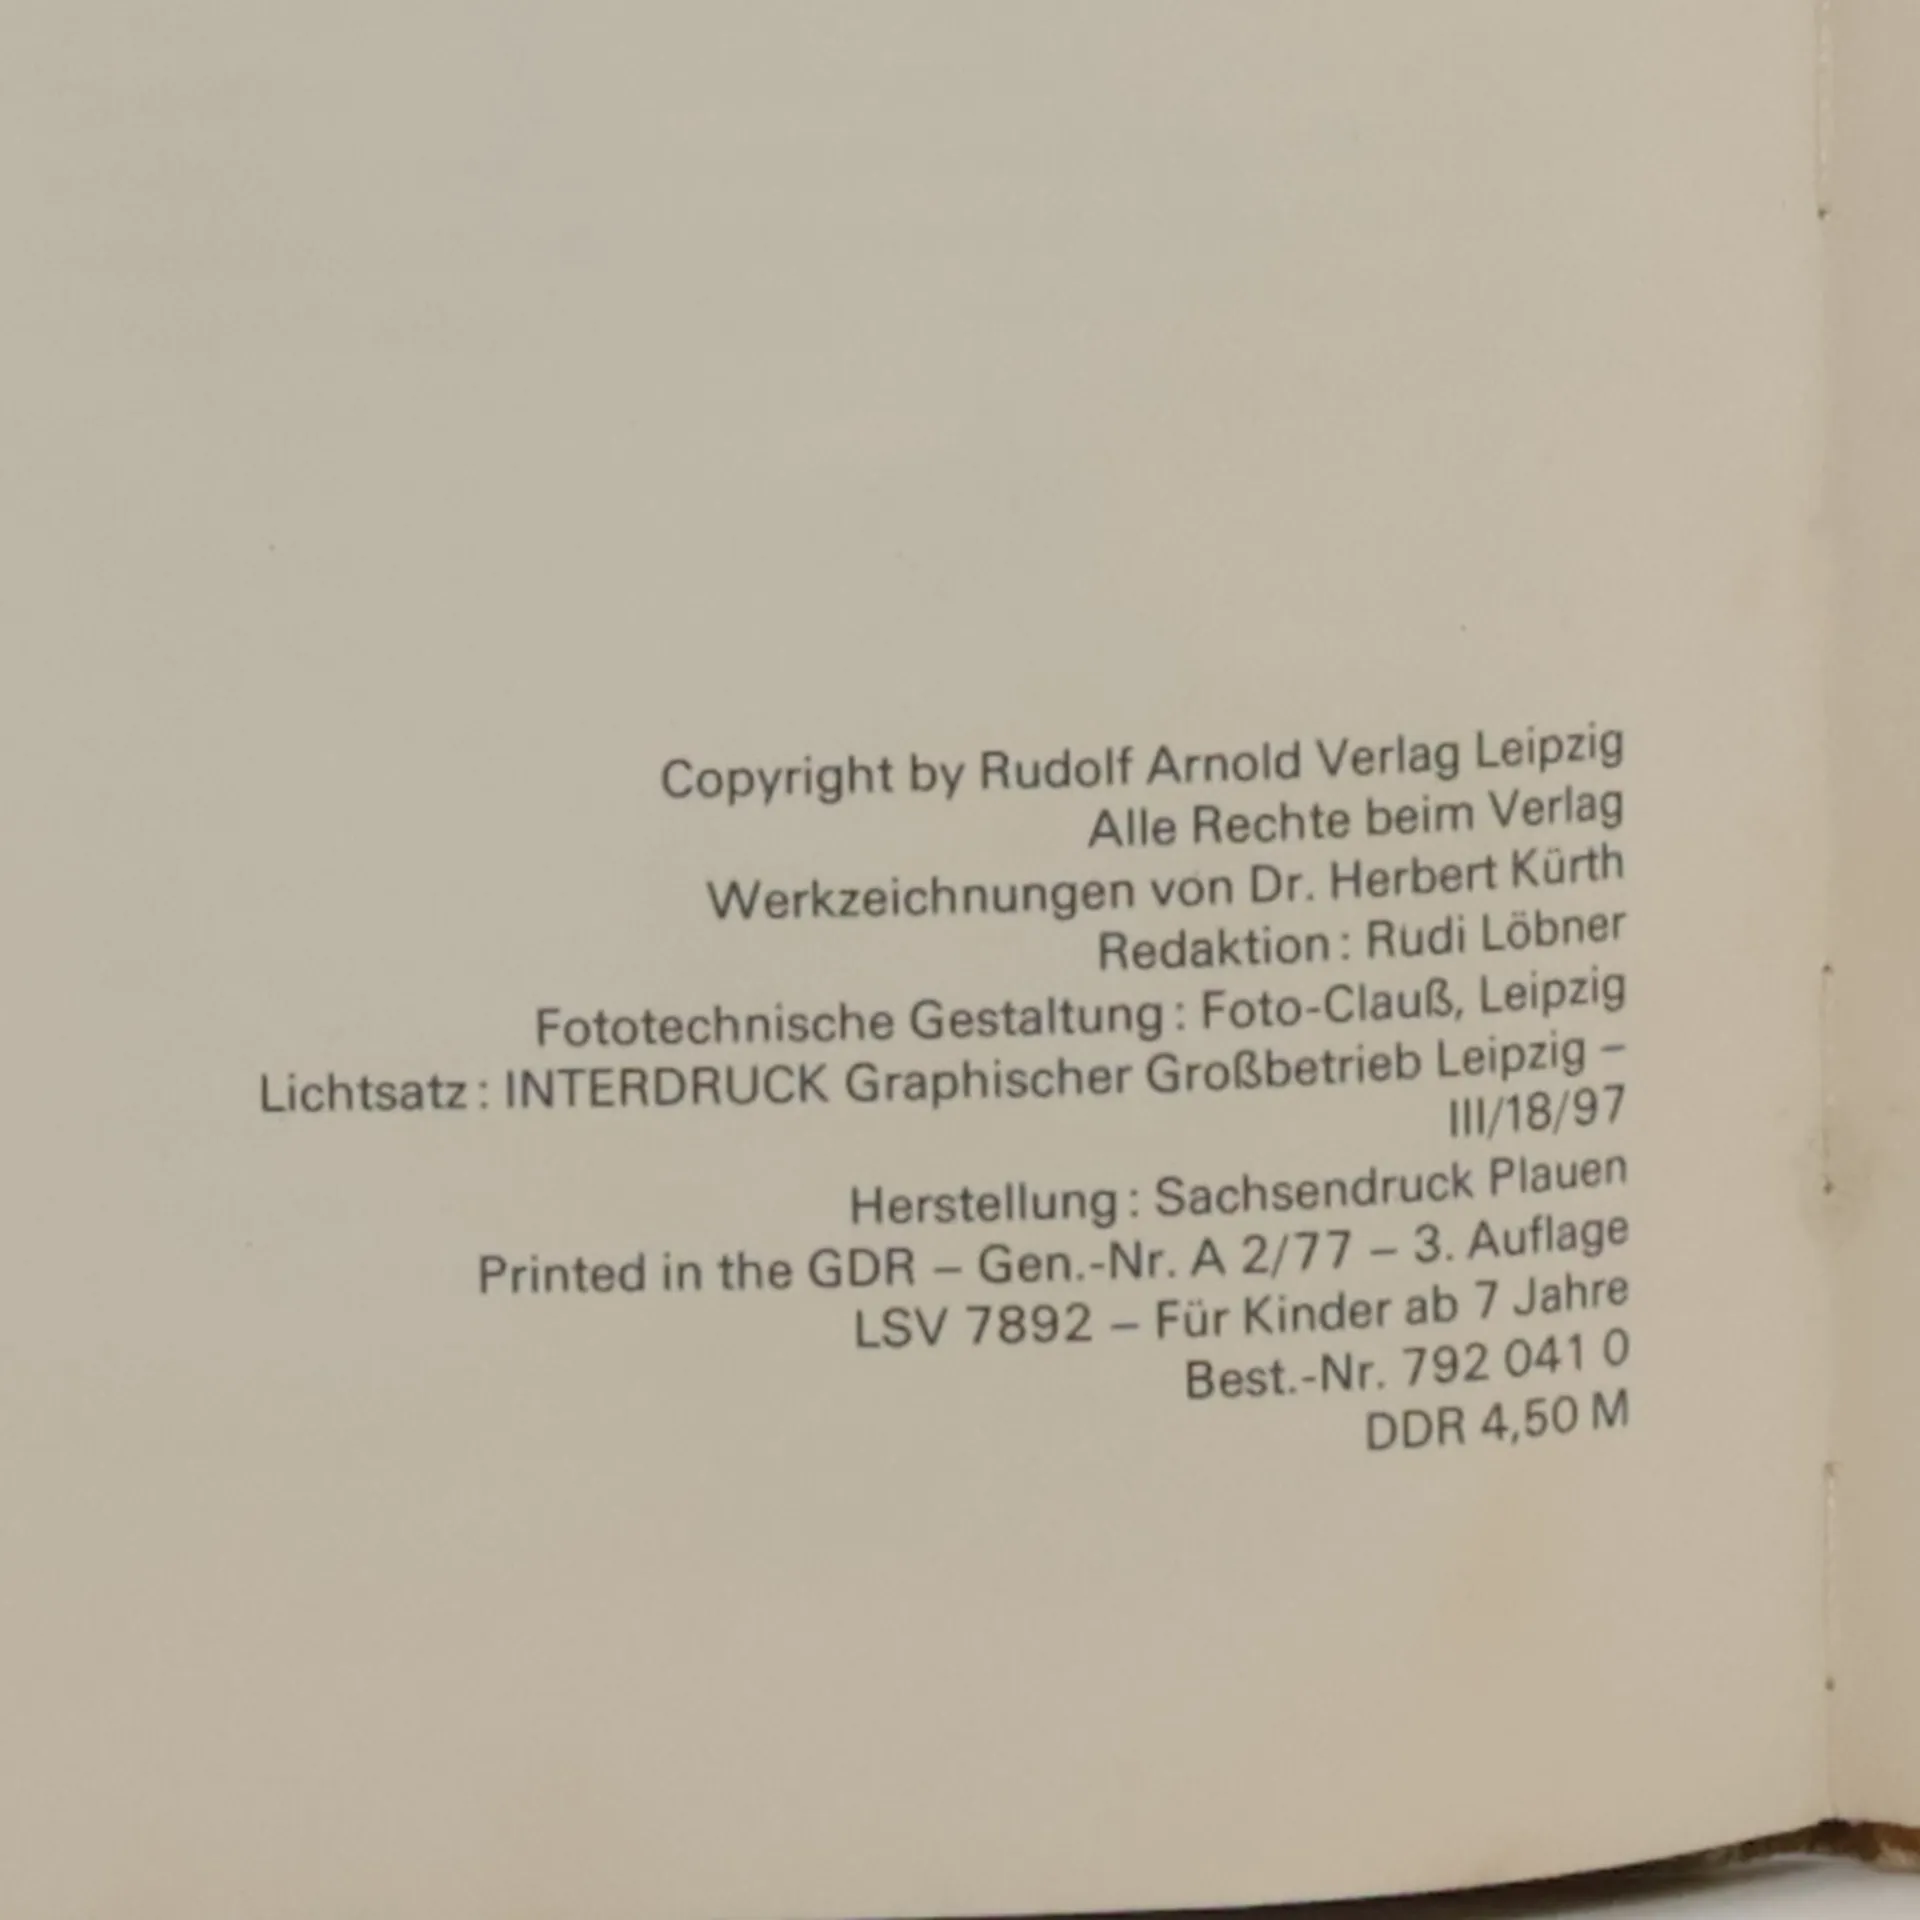 Copyright by Rudolf Arnold Verlag Leipzig
Alle Rechte beim Verlag
Werkzeichnungen von Dr. Herbert Kürth
Redaktion: Rudi Löbner
Fototechnische Gestaltung: Foto-Clauß, Leipzig
Lichtsatz: INTERDRUCK Graphischer Großbetrieb Leipzig –
III/18/97
Herstellung: Sachsendruck Plauen
Printed in the GDR – Gen.-Nr. A 2/77 – 3. Auflage
LSV 7892 – Für Kinder ab 7 Jahre
Best.-Nr. 792 041 0
DDR 4,50 M